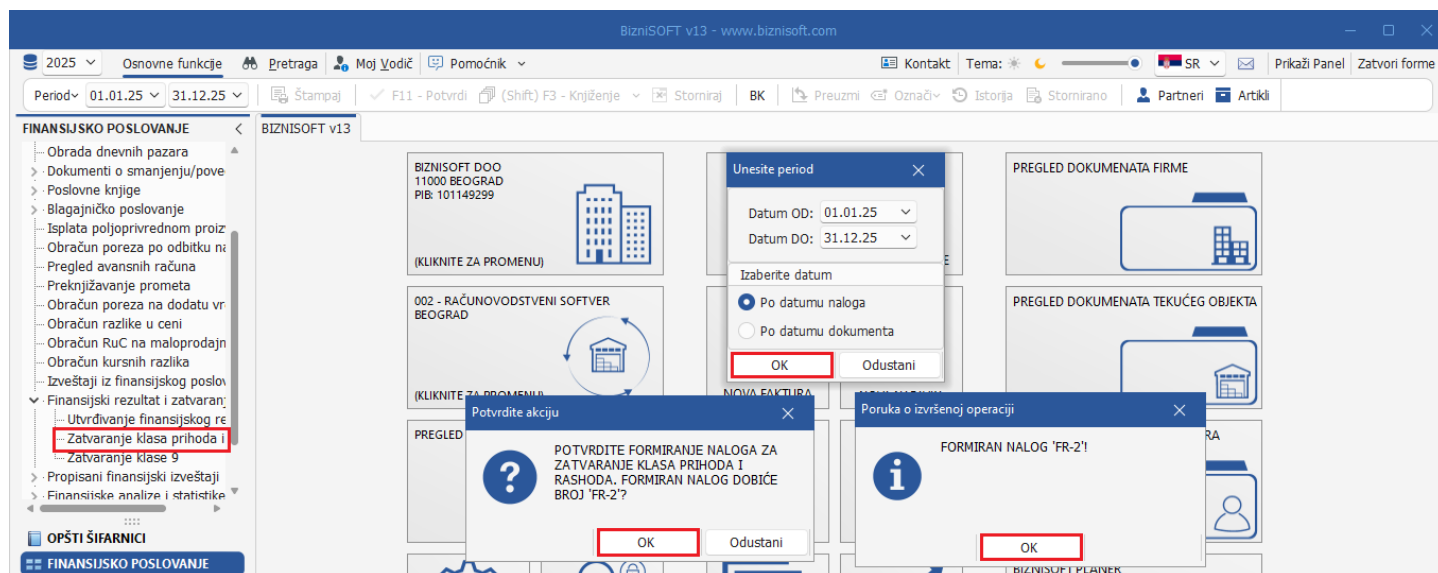 BizniSOFT v13 - www.biznisoft.com
2025 Osnovne funkcije Pretraga Moj Vodič Pomoćnik Kontakt Tema: SR Prikaži Panel Zatvori forme
Period 01.01.25 31.12.25 Štampaj F11 - Potvrdi (Shift) F3 - Knjiženje Storniraj BK Preuzmi Označi Istorija Stornirano Partneri Artikli
FINANSIJSKO POSLOVANJE
BIZNISOFT v13
Obrada dnevnih pazara
Dokumenti o smanjenju/pove
Poslovne knjige
Blagajničko poslovanje
Isplata poljoprivrednom proiz
Obračun poreza po odbitku na
Pregled avansnih računa
Preknjižavanje prometa
Obračun poreza na dodatu vr
Obračun razlike u ceni
Obračun RuC na maloprodajn
Obračun kursnih razlika
Izveštaji iz finansijskog poslov
Finansijski rezultat i zatvaranj
Utvrđivanje finansijskog re
Zatvaranje klasa prihoda i
Zatvaranje klase 9
Propisani finansijski izveštaji
Finansijske analize i statistike
OPŠTI ŠIFARNICI
FINANSIJSKO POSLOVANJE
BIZNISOFT DOO
11000 BEOGRAD
PIB: 101149299
(KLIKNITE ZA PROMENU)
002 - RAČUNOVODSTVENI SOFTVER
BEOGRAD
(KLIKNITE ZA PROMENU)
PREGLED
Unesite period
Datum OD: 01.01.25
Datum DO: 31.12.25
Izaberite datum
Po datumu naloga
Po datumu dokumenta
OK Odustani
NOVA FAKTURA
PREGLED DOKUMENATA FIRME
PREGLED DOKUMENATA TEKUĆEG OBJEKTA
RA
Potvrdite akciju
POTVRDITE FORMIRANJE NALOGA ZA
ZATVARANJE KLASA PRIHODA I
RASHODA. FORMIRAN NALOG DOBIĆE
BROJ 'FR-2'?
OK Odustani
Poruka o izvršenoj operaciji
FORMIRAN NALOG 'FR-2'!
OK
BIZNISOFT PLANER